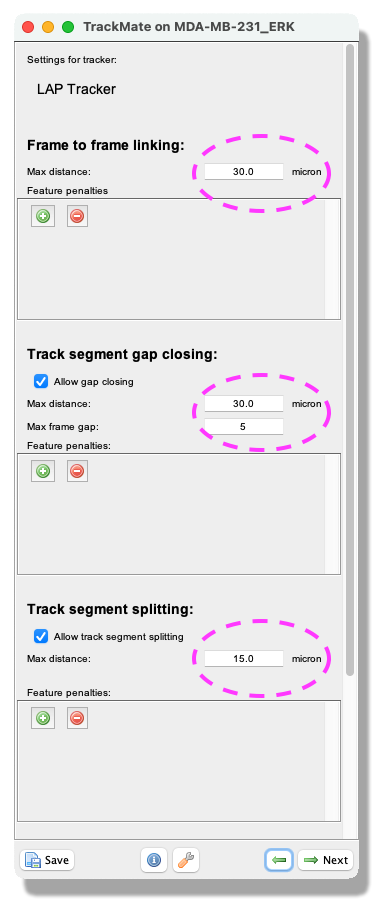 TrackMate on MDA-MB-231_ERK
Settings for tracker:
LAP Tracker
Frame to frame linking:
Max distance: 30.0 micron
Feature penalties
Track segment gap closing:
Allow gap closing
Max distance: 30.0 micron
Max frame gap: 5
Feature penalties:
Track segment splitting:
Allow track segment splitting
Max distance: 15.0 micron
Feature penalties:
Save Next